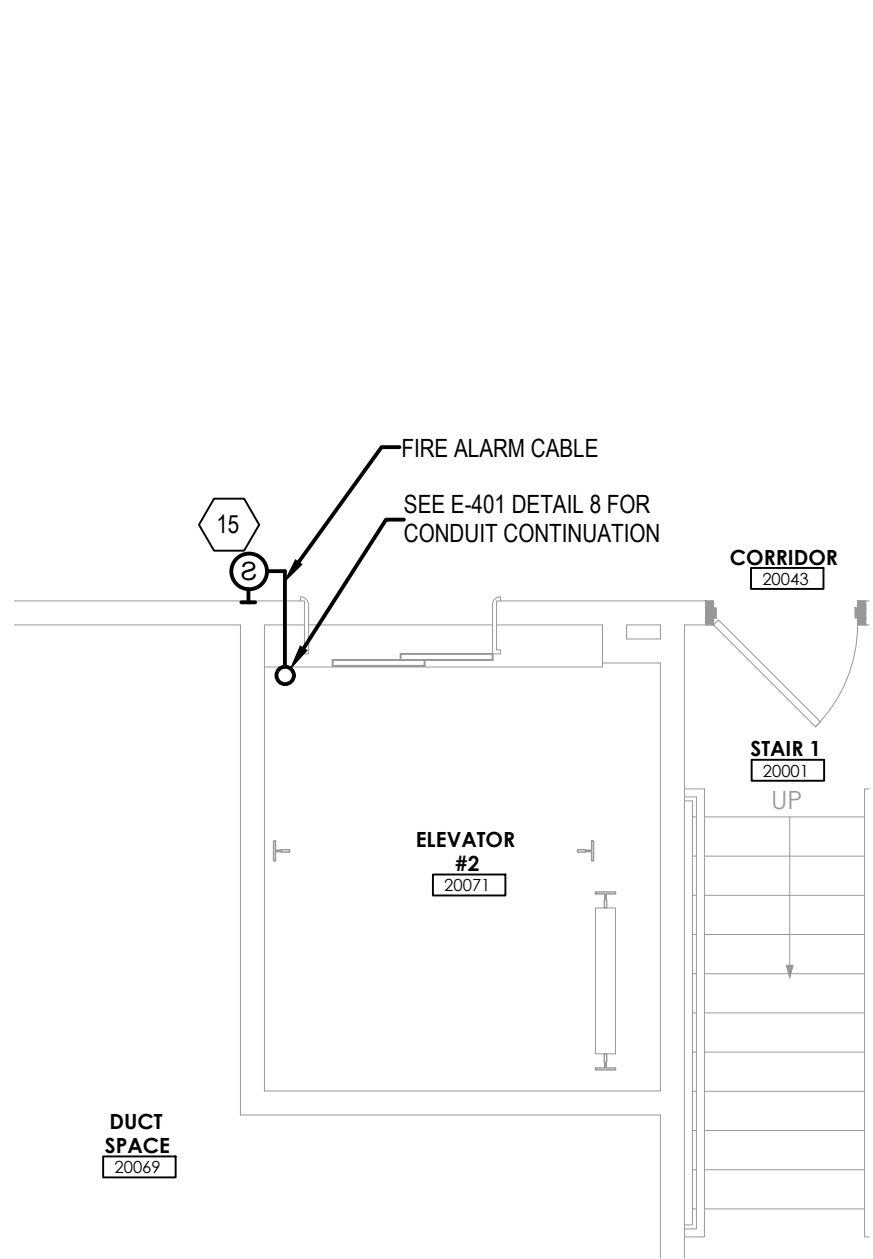 FIRE ALARM CABLE
SEE E-401 DETAIL 8 FOR
CONDUIT CONTINUATION
15
S
CORRIDOR
20043
STAIR 1
20001
UP
ELEVATOR
#2
20071
DUCT
SPACE
20069